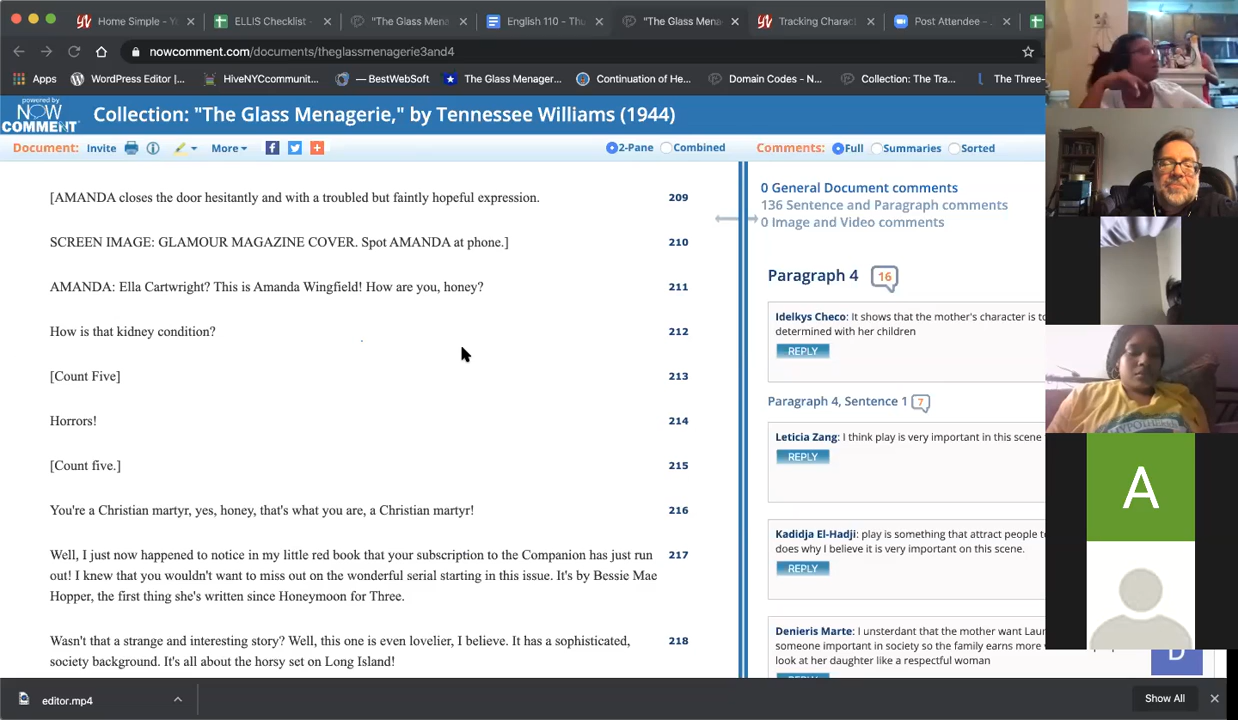 Home Simple - Y
ELLIS Checklist -
"The Glass Mena
English 110 - Thu
"The Glass Mena
Tracking Charac
Post Attendee -
nowcomment.com/documents/theglassmenagerie3and4
Apps
WordPress Editor |...
HiveNYCcommunit...
— BestWebSoft
The Glass Menager...
Continuation of He...
Domain Codes - N...
Collection: The Tra...
The Three-
powered by
NOW
COMMENT
Collection: "The Glass Menagerie," by Tennessee Williams (1944)
Document: Invite More
2-Pane Combined
Comments: Full Summaries Sorted
[AMANDA closes the door hesitantly and with a troubled but faintly hopeful expression. 209
SCREEN IMAGE: GLAMOUR MAGAZINE COVER. Spot AMANDA at phone.] 210
AMANDA: Ella Cartwright? This is Amanda Wingfield! How are you, honey? 211
How is that kidney condition? 212
[Count Five] 213
Horrors! 214
[Count five.] 215
You're a Christian martyr, yes, honey, that's what you are, a Christian martyr! 216
Well, I just now happened to notice in my little red book that your subscription to the Companion has just run 217
out! I knew that you wouldn't want to miss out on the wonderful serial starting in this issue. It's by Bessie Mae
Hopper, the first thing she's written since Honeymoon for Three.
Wasn't that a strange and interesting story? Well, this one is even lovelier, I believe. It has a sophisticated, 218
society background. It's all about the horsy set on Long Island!
0 General Document comments
136 Sentence and Paragraph comments
0 Image and Video comments
Paragraph 4 16
Idelkys Checo: It shows that the mother's character is to
determined with her children
REPLY
Paragraph 4, Sentence 1 7
Leticia Zang: I think play is very important in this scene
REPLY
Kadidja El-Hadji: play is something that attract people to
does why I believe it is very important on this scene.
REPLY
Denieris Marte: I unsterdant that the mother want Laur
someone important in society so the family earns more
look at her daughter like a respectful woman
A
D
editor.mp4
Show All